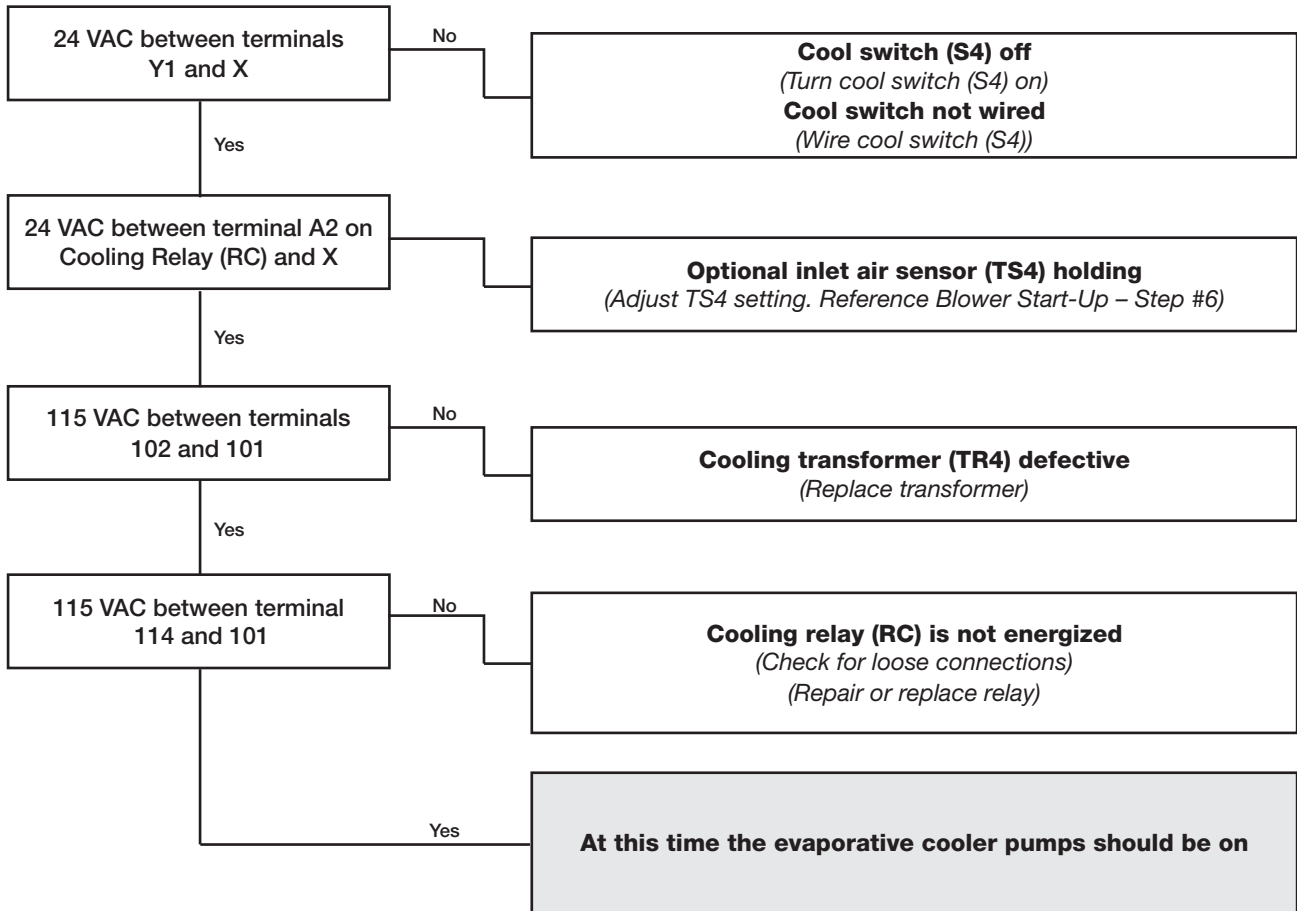 24 VAC between terminals
Y1 and X
No
Cool switch (S4) off
(Turn cool switch (S4) on)
Cool switch not wired
(Wire cool switch (S4))
Yes
24 VAC between terminal A2 on
Cooling Relay (RC) and X
Optional inlet air sensor (TS4) holding
(Adjust TS4 setting. Reference Blower Start-Up – Step #6)
Yes
115 VAC between terminals
102 and 101
No
Cooling transformer (TR4) defective
(Replace transformer)
Yes
115 VAC between terminal
114 and 101
No
Cooling relay (RC) is not energized
(Check for loose connections)
(Repair or replace relay)
Yes
At this time the evaporative cooler pumps should be on